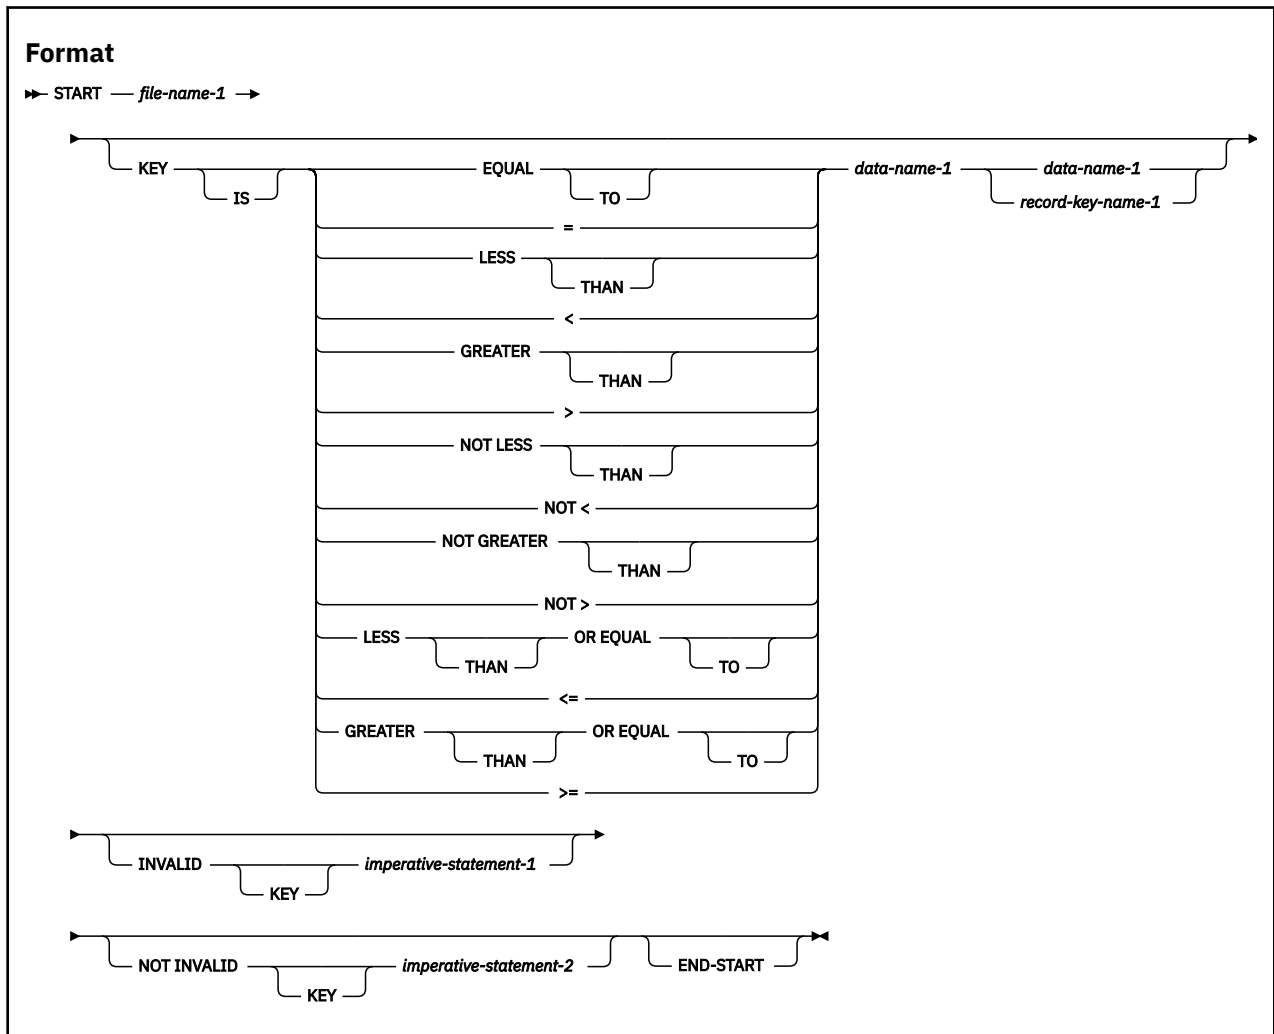 Format
START file-name-1
KEY EQUAL data-name-1 data-name-1
IS TO record-key-name-1
=
LESS
THAN
<
GREATER
THAN
>
NOT LESS
THAN
NOT <
NOT GREATER
THAN
NOT >
LESS OR EQUAL
THAN TO
<=
GREATER OR EQUAL
THAN TO
>=
INVALID imperative-statement-1
KEY
NOT INVALID imperative-statement-2 END-START
KEY